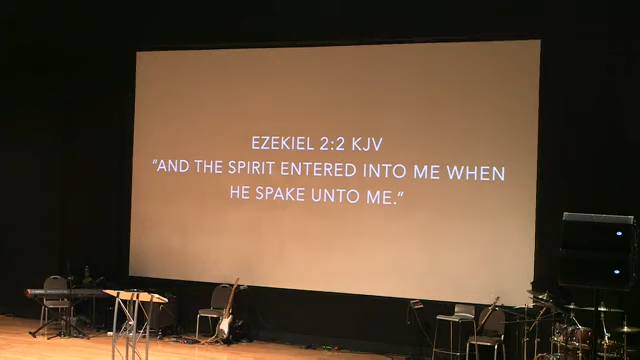 EZEKIEL 2:2 KJV
"AND THE SPIRIT ENTERED INTO ME WHEN
HE SPAKE UNTO ME."